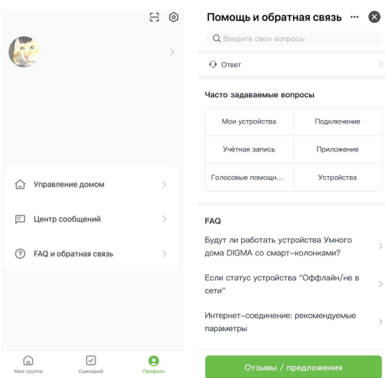 Управление домом
Центр сообщений
FAQ и обратная связь
Моя группа
Сценарий
Профиль
Помощь и обратная связь
Введите свои вопросы
Ответ
Часто задаваемые вопросы
Мои устройства
Подключение
Учётная запись
Приложение
Голосовые помощн...
Устройства
FAQ
Будут ли работать устройства Умного
дома DIGMA со смарт-колонками?
Если статус устройства "Оффлайн/не в
сети"
Интернет-соединение: рекомендуемые
параметры
Отзывы / предложения